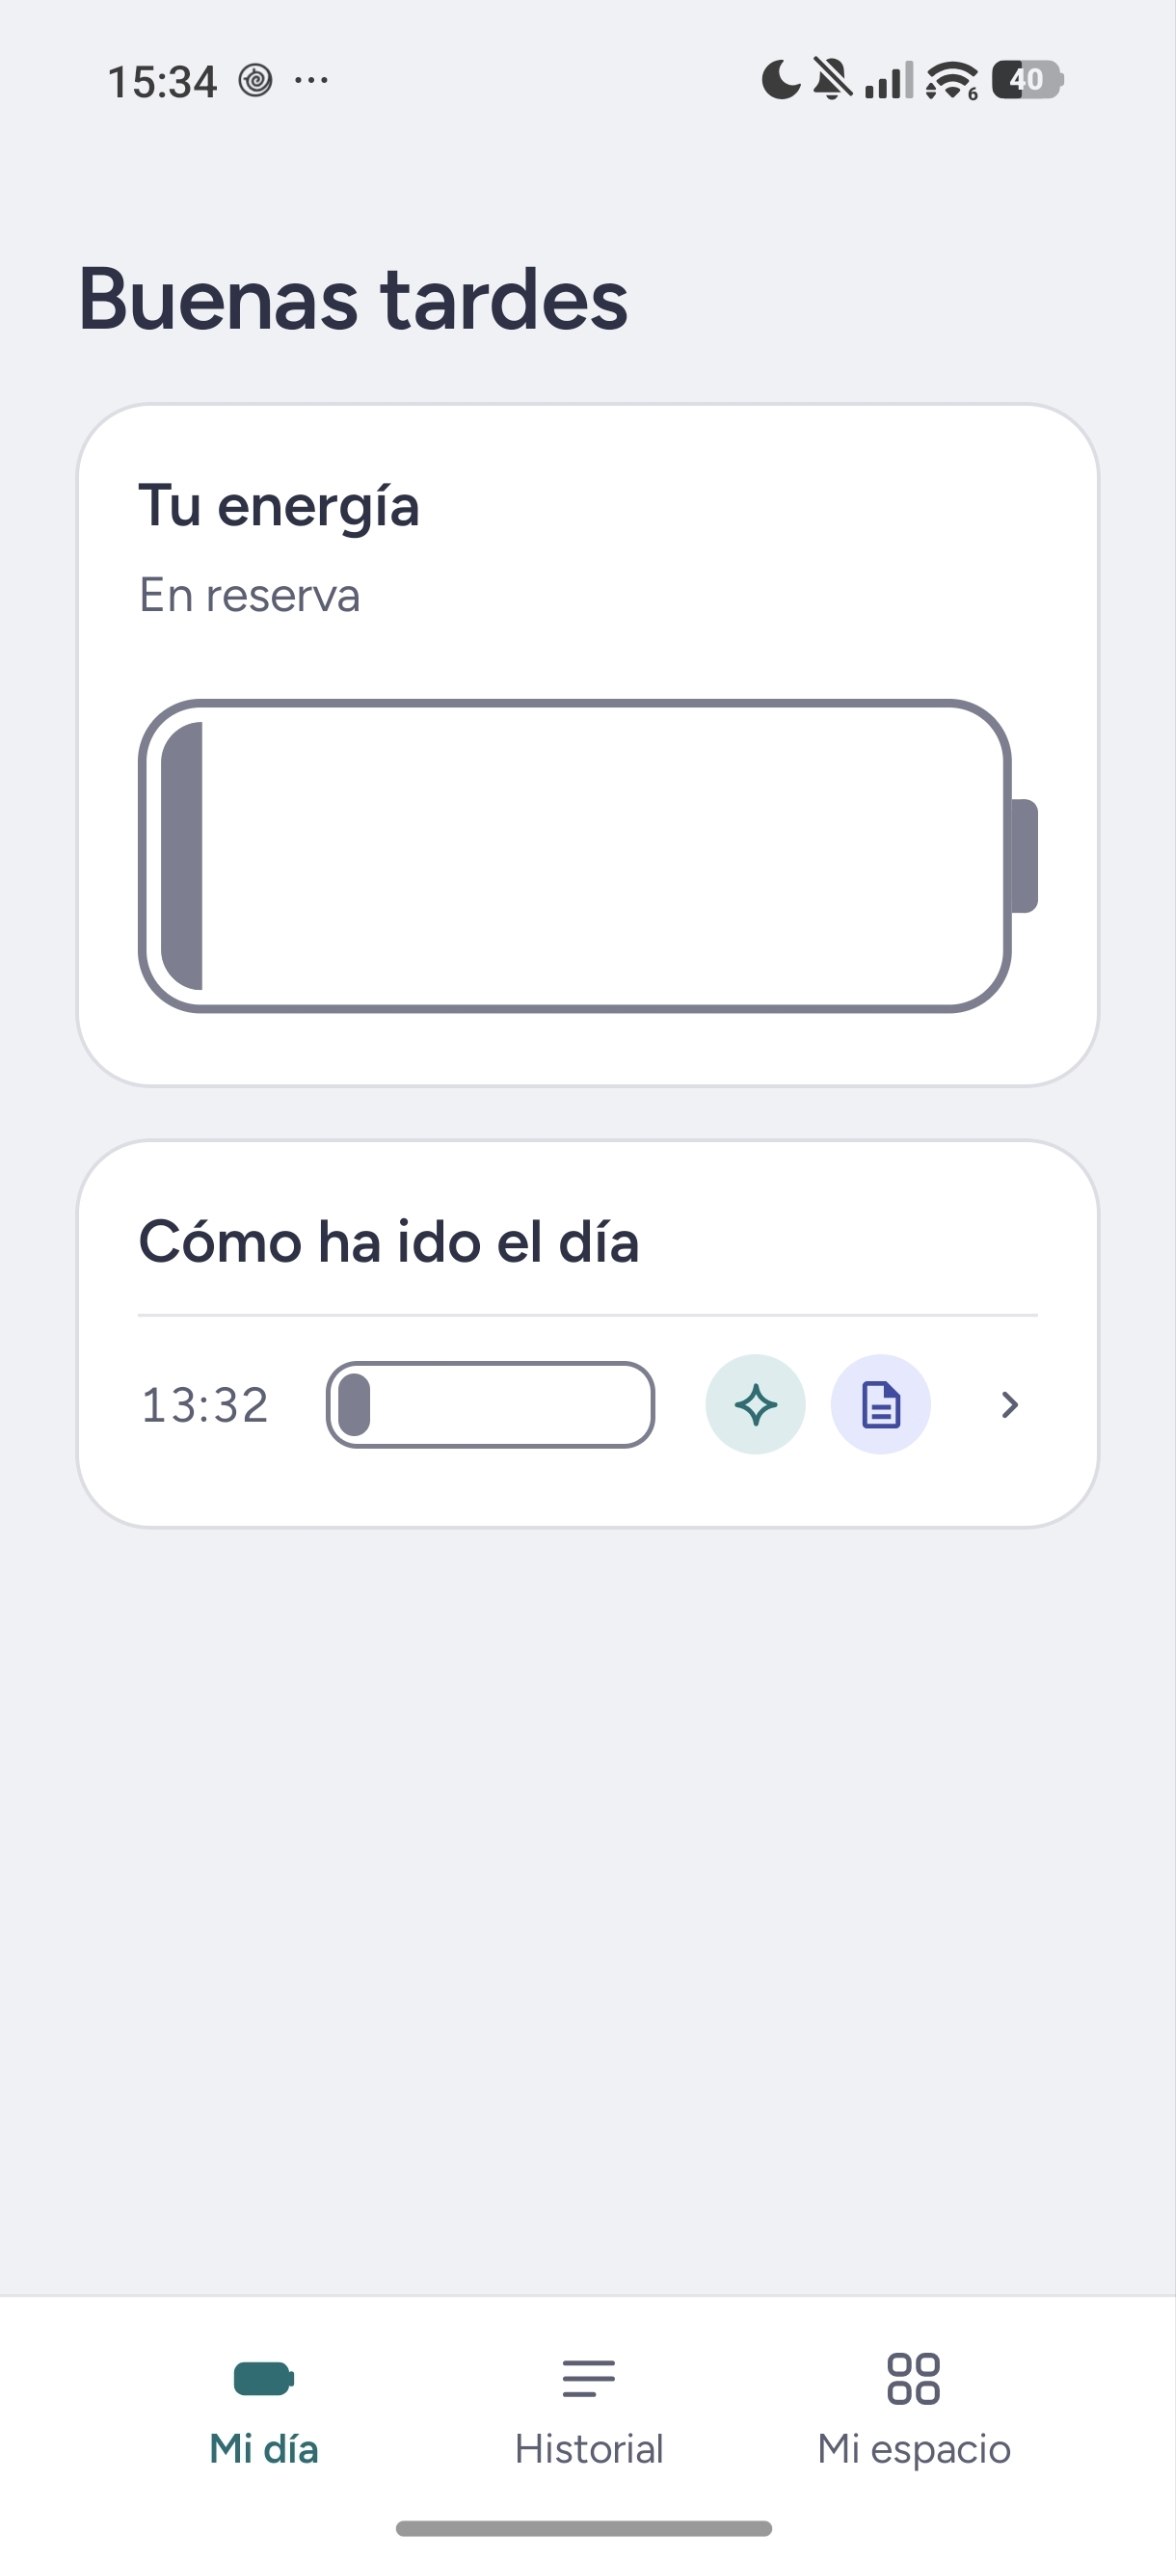 15:34
6
40
Buenas tardes
Tu energía
En reserva
Cómo ha ido el día
13:32
Mi día
Historial
Mi espacio